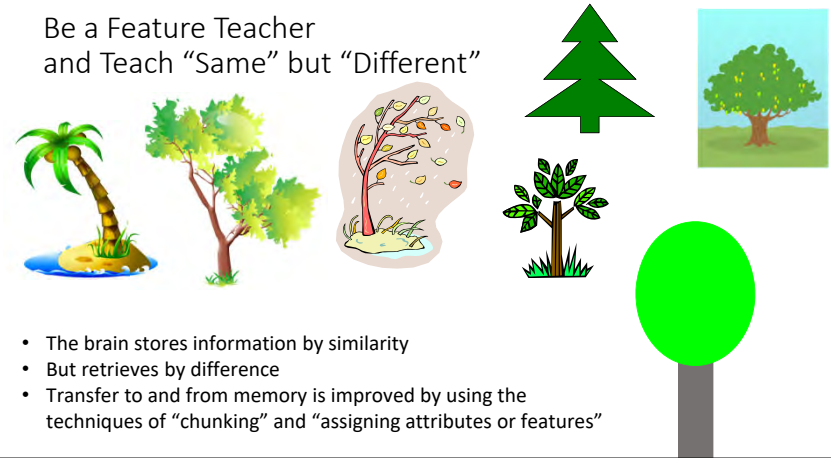 Be a Feature Teacher
and Teach “Same” but “Different”
• The brain stores information by similarity
• But retrieves by difference
• Transfer to and from memory is improved by using the
techniques of “chunking” and “assigning attributes or features”